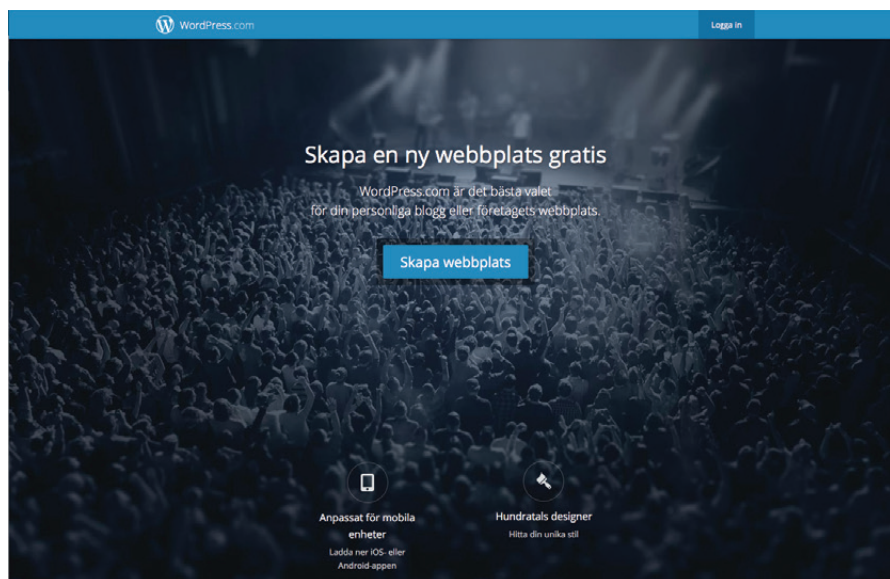 WordPress.com
Logga in
Skapa en ny webbplats gratis
WordPress.com är det bästa valet
för din personliga blogg eller företagets webbplats.
Skapa webbplats
Anpassat för mobila
enheter
Ladda ner iOS- eller
Android-appen
Hundratals designer
Hitta din unika stil